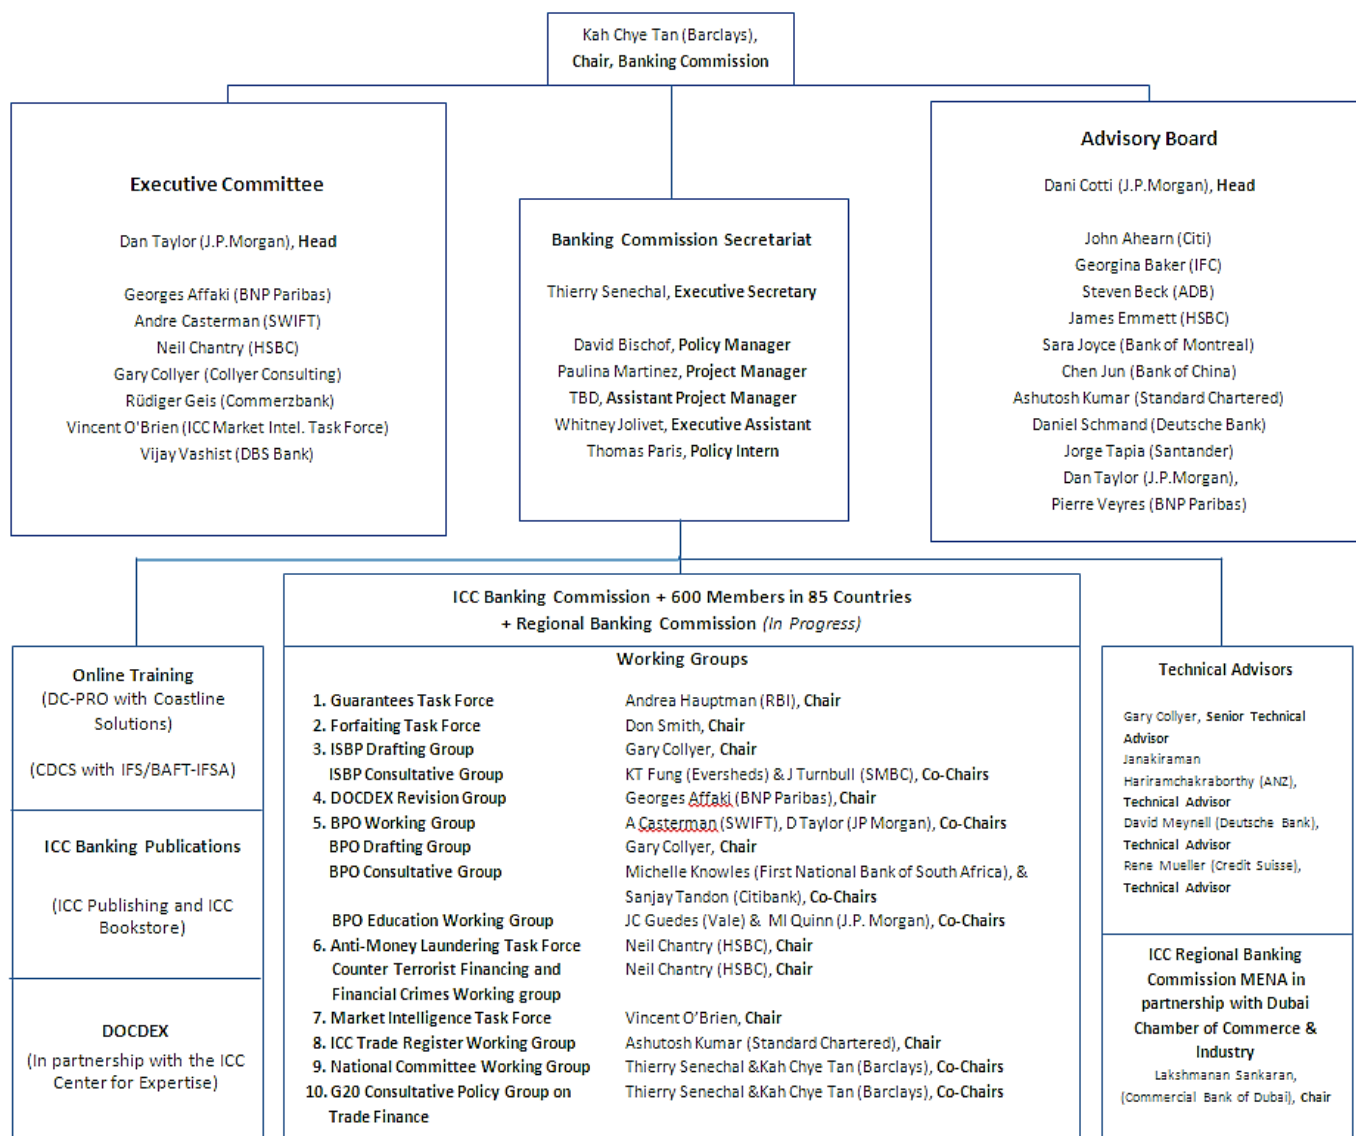 Kah Chye Tan (Barclays),
Chair, Banking Commission
Executive Committee
Dan Taylor (J.P.Morgan), Head
Georges Affaki (BNP Paribas)
Andre Casterman (SWIFT)
Neil Chantry (HSBC)
Gary Collyer (Collyer Consulting)
Rüdiger Geis (Commerzbank)
Vincent O'Brien (ICC Market Intel. Task Force)
Vijay Vashist (DBS Bank)
Banking Commission Secretariat
Thierry Senechal, Executive Secretary
David Bischof, Policy Manager
Paulina Martinez, Project Manager
TBD, Assistant Project Manager
Whitney Jolivet, Executive Assistant
Thomas Paris, Policy Intern
Advisory Board
Dani Cotti (J.P.Morgan), Head
John Ahearn (Citi)
Georgina Baker (IFC)
Steven Beck (ADB)
James Emmett (HSBC)
Sara Joyce (Bank of Montreal)
Chen Jun (Bank of China)
Ashutosh Kumar (Standard Chartered)
Daniel Schmand (Deutsche Bank)
Jorge Tapia (Santander)
Dan Taylor (J.P.Morgan),
Pierre Veyres (BNP Paribas)
Online Training
(DC-PRO with Coastline
Solutions)
(CDCS with IFS/BAFT-IFSA)
ICC Banking Publications
(ICC Publishing and ICC
Bookstore)
DOCDEX
(In partnership with the ICC
Center for Expertise)
ICC Banking Commission + 600 Members in 85 Countries
+ Regional Banking Commission (In Progress)
Working Groups
1. Guarantees Task Force Andrea Hauptman (RBI), Chair
2. Forfaiting Task Force Don Smith, Chair
3. ISBP Drafting Group Gary Collyer, Chair
ISBP Consultative Group KT Fung (Eversheds) & J Turnbull (SMBC), Co-Chairs
4. DOCDEX Revision Group Georges Affaki (BNP Paribas), Chair
5. BPO Working Group A Casterman (SWIFT), D Taylor (JP Morgan), Co-Chairs
BPO Drafting Group Gary Collyer, Chair
BPO Consultative Group Michelle Knowles (First National Bank of South Africa), &
Sanjay Tandon (Citibank), Co-Chairs
BPO Education Working Group JC Guedes (Vale) & MI Quinn (J.P. Morgan), Co-Chairs
6. Anti-Money Laundering Task Force Neil Chantry (HSBC), Chair
Counter Terrorist Financing and Neil Chantry (HSBC), Chair
Financial Crimes Working group
7. Market Intelligence Task Force Vincent O’Brien, Chair
8. ICC Trade Register Working Group Ashutosh Kumar (Standard Chartered), Chair
9. National Committee Working Group Thierry Senechal &Kah Chye Tan (Barclays), Co-Chairs
10. G20 Consultative Policy Group on Thierry Senechal &Kah Chye Tan (Barclays), Co-Chairs
Trade Finance
Technical Advisors
Gary Collyer, Senior Technical
Advisor
Janakiraman
Hariramchakraborthy (ANZ),
Technical Advisor
David Meynell (Deutsche Bank),
Technical Advisor
Rene Mueller (Credit Suisse),
Technical Advisor
ICC Regional Banking
Commission MENA in
partnership with Dubai
Chamber of Commerce &
Industry
Lakshmanan Sankaran,
(Commercial Bank of Dubai), Chair